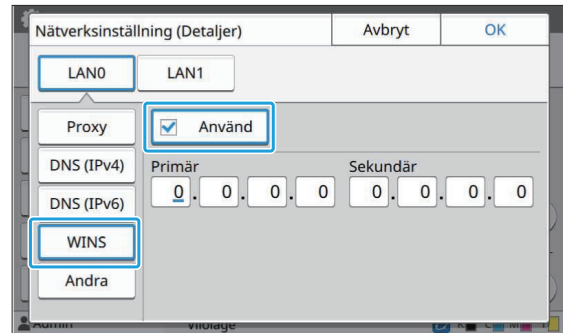 Nätverksinställning (Detaljer) Avbryt OK
LAN0 LAN1
Proxy Använd
DNS (IPv4) Primär Sekundär
0 . 0 . 0 . 0 0 . 0 . 0 . 0
DNS (IPv6)
WINS
Andra
Admin Viloläge K C M